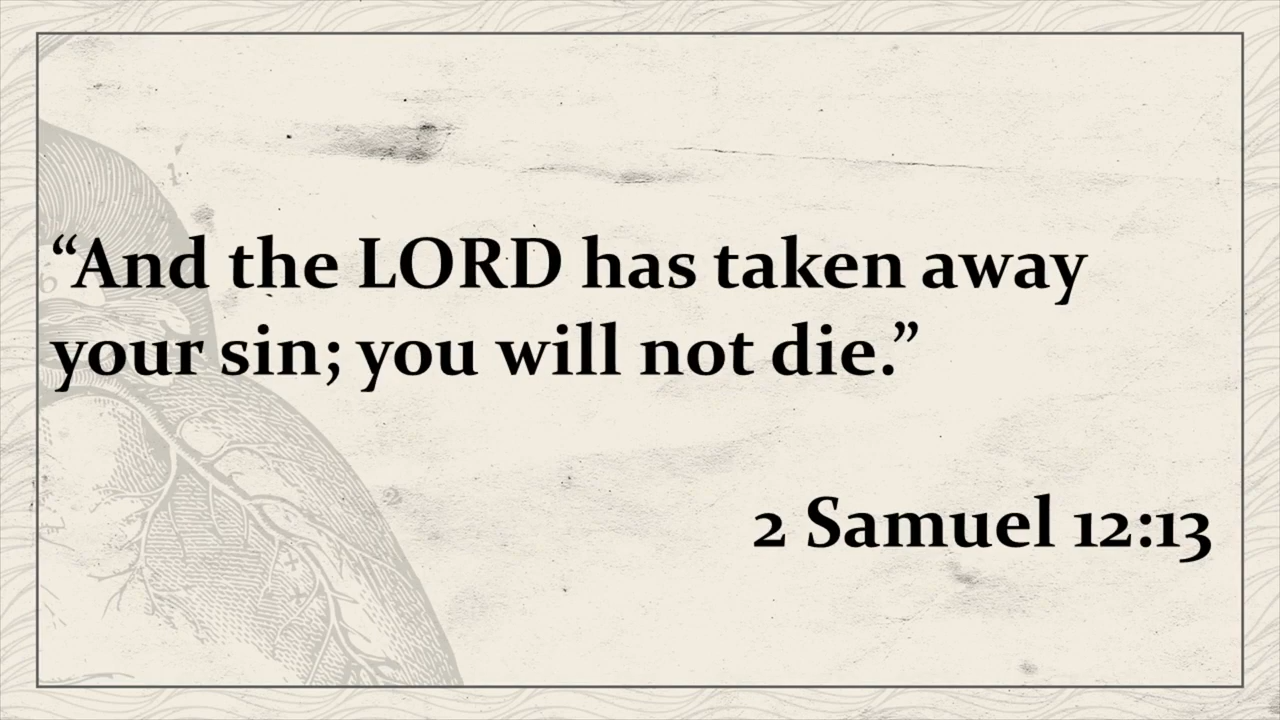 “And the LORD has taken away
your sin; you will not die.”
2 Samuel 12:13